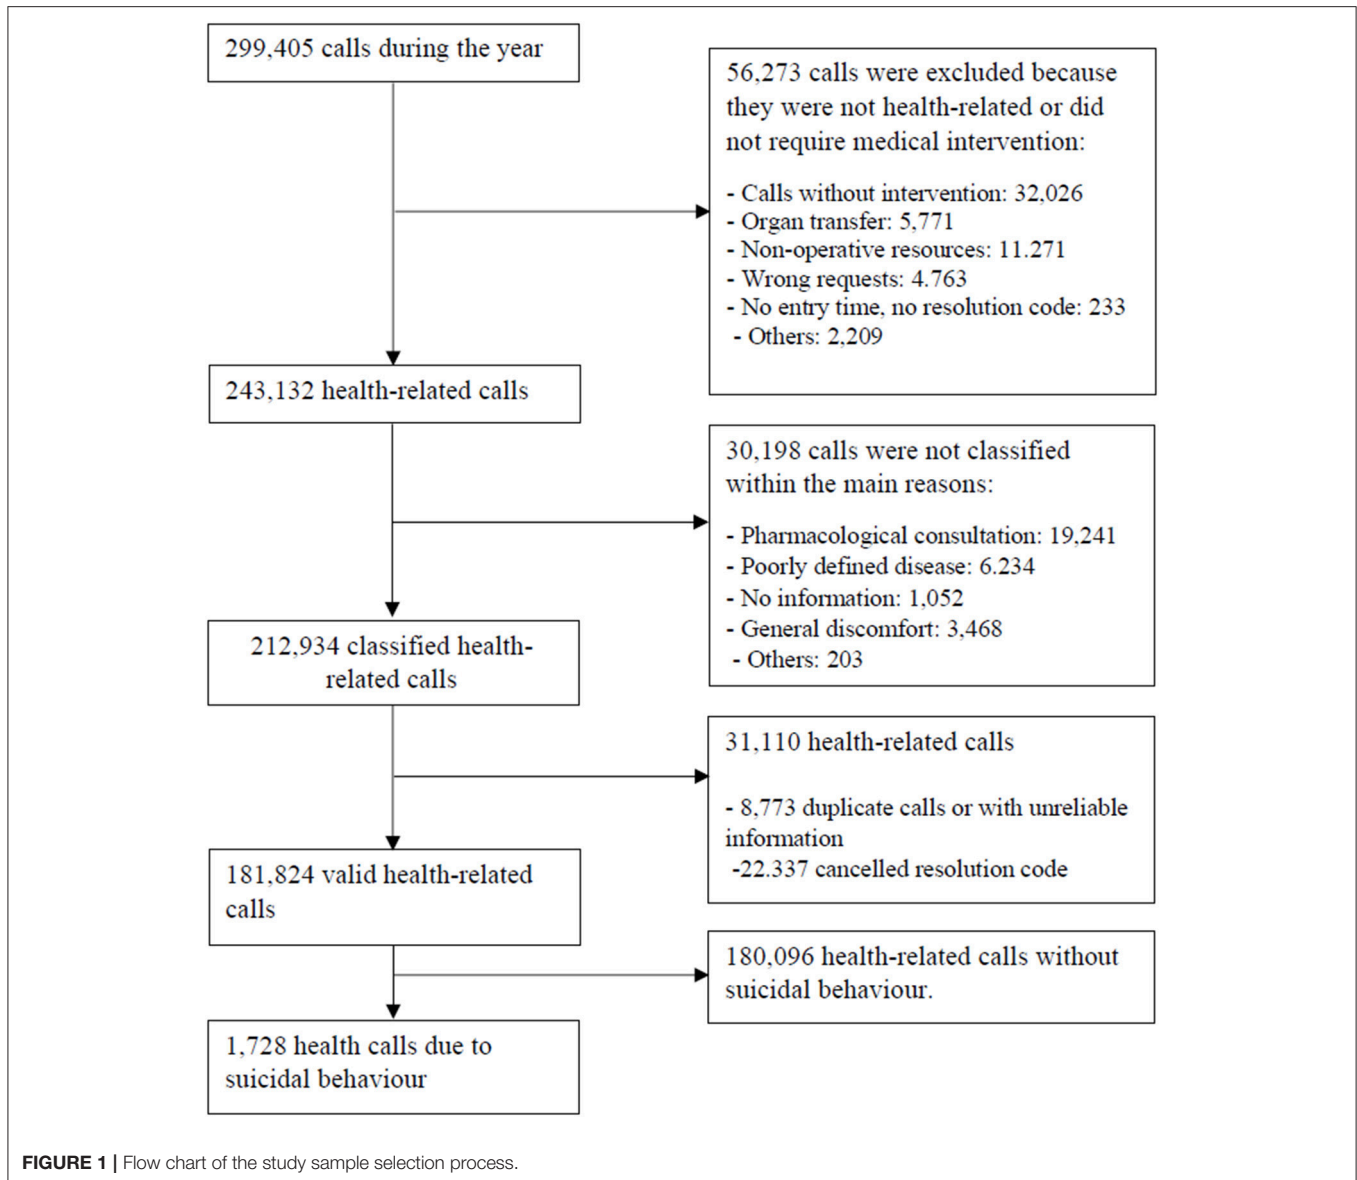 299,405 calls during the year
56,273 calls were excluded because
they were not health-related or did
not require medical intervention:
- Calls without intervention: 32,026
- Organ transfer: 5,771
- Non-operative resources: 11.271
- Wrong requests: 4.763
- No entry time, no resolution code: 233
- Others: 2,209
243,132 health-related calls
30,198 calls were not classified
within the main reasons:
- Pharmacological consultation: 19,241
- Poorly defined disease: 6.234
- No information: 1,052
- General discomfort: 3,468
- Others: 203
212,934 classified health-
related calls
31,110 health-related calls
- 8,773 duplicate calls or with unreliable
information
-22.337 cancelled resolution code
181,824 valid health-related
calls
180,096 health-related calls without
suicidal behaviour.
1,728 health calls due to
suicidal behaviour
FIGURE 1 | Flow chart of the study sample selection process.